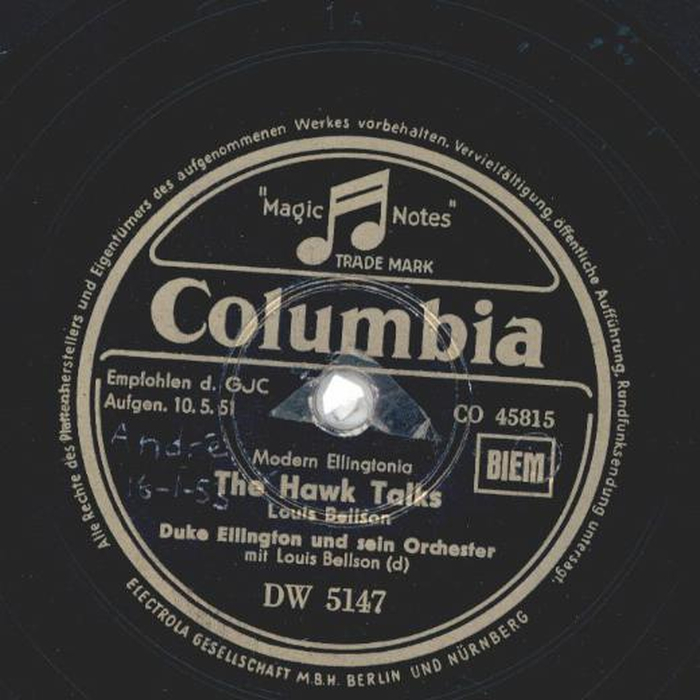 1A
Alle Rechte des Plattenherstellers und Eigentümers des aufgenommenen Werkes vorbehalten. Vervielfältigung, öffentliche Aufführung, Rundfunksendung untersagt.
"Magic Notes"
TRADE MARK
Columbia
Empfohlen d. GJC
Aufgen. 10.5.51
CO 45815
André
BIEM
Modern Ellingtonia
The Hawk Talks
Louis Bellson
Duke Ellington und sein Orchester
mit Louis Bellson (d)
DW 5147
ELECTROLA GESELLSCHAFT M.B.H. BERLIN UND NÜRNBERG